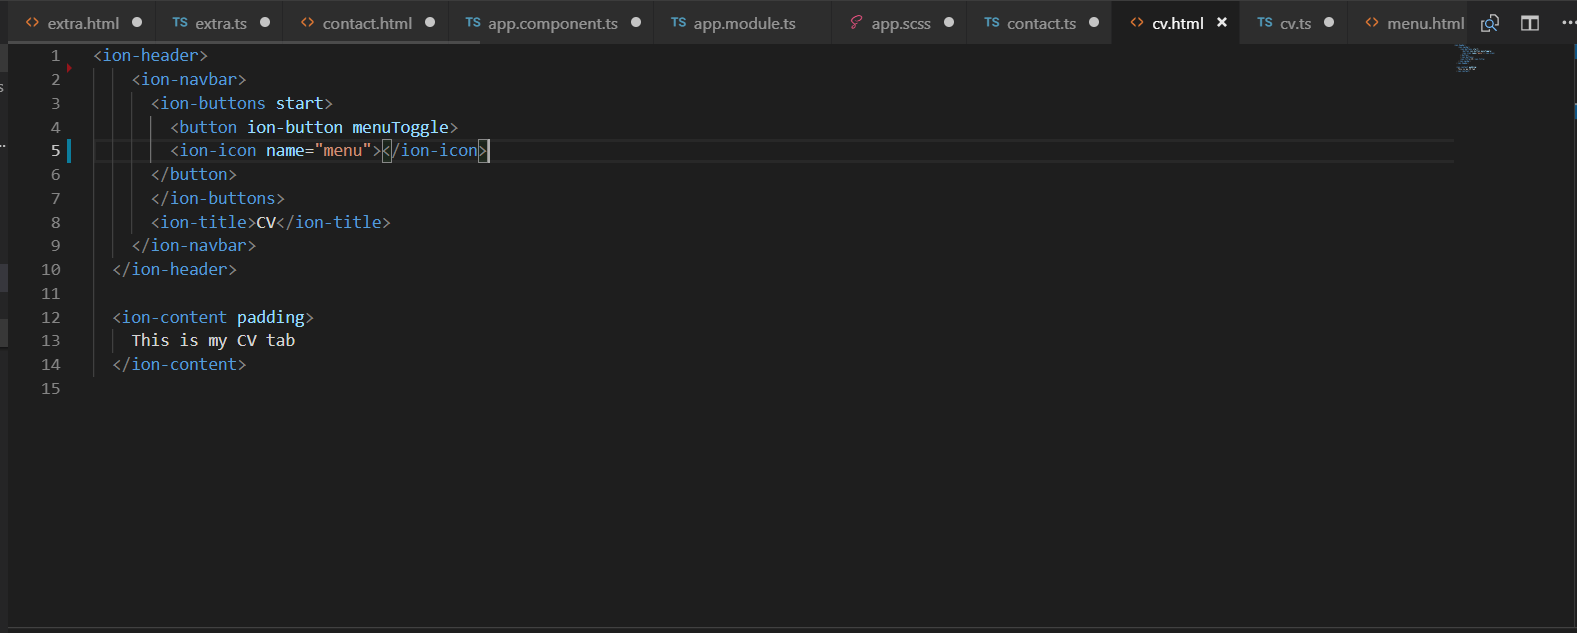 <> extra.html ● TS extra.ts ● <> contact.html ● TS app.component.ts ● TS app.module.ts app.scss ● TS contact.ts ● <> cv.html × TS cv.ts ● <> menu.html
1 <ion-header>
2 <ion-navbar>
3 <ion-buttons start>
4 <button ion-button menuToggle>
5 <ion-icon name="menu"></ion-icon>
6 </button>
7 </ion-buttons>
8 <ion-title>CV</ion-title>
9 </ion-navbar>
10 </ion-header>
11
12 <ion-content padding>
13 This is my CV tab
14 </ion-content>
15